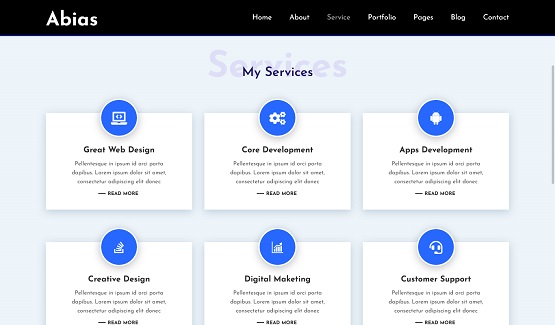 Abias
Home About Service Portfolio Pages Blog Contact
Services
My Services
Great Web Design
Pellentesque in ipsum id orci porta
dapibus. Lorem ipsum dolor sit amet,
consectetur adipiscing elit donec
READ MORE
Core Development
Pellentesque in ipsum id orci porta
dapibus. Lorem ipsum dolor sit amet,
consectetur adipiscing elit donec
READ MORE
Apps Development
Pellentesque in ipsum id orci porta
dapibus. Lorem ipsum dolor sit amet,
consectetur adipiscing elit donec
READ MORE
Creative Design
Pellentesque in ipsum id orci porta
dapibus. Lorem ipsum dolor sit amet,
consectetur adipiscing elit donec
READ MORE
Digital Maketing
Pellentesque in ipsum id orci porta
dapibus. Lorem ipsum dolor sit amet,
consectetur adipiscing elit donec
READ MORE
Customer Support
Pellentesque in ipsum id orci porta
dapibus. Lorem ipsum dolor sit amet,
consectetur adipiscing elit donec
READ MORE